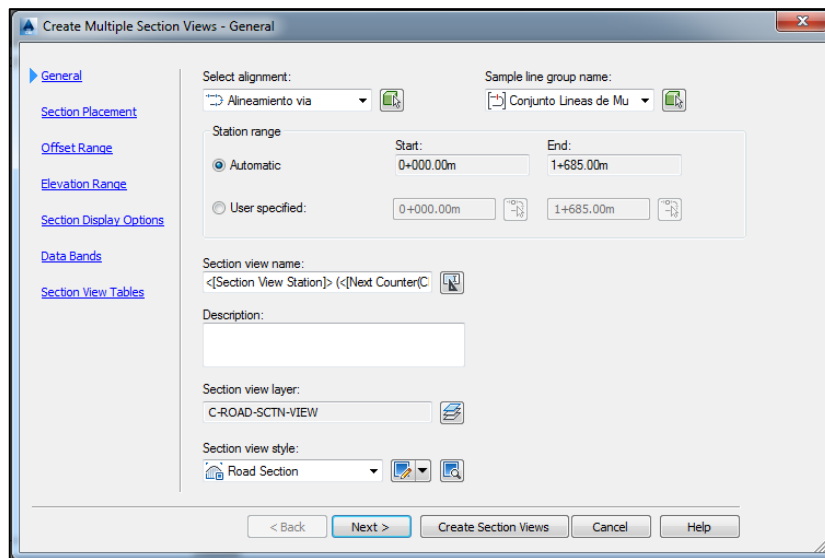 Create Multiple Section Views - General
General
Section Placement
Offset Range
Elevation Range
Section Display Options
Data Bands
Section View Tables
Select alignment:
Sample line group name:
Alineamiento via
Conjunto Lineas de Mu
Station range
Start:
End:
Automatic
0+000.00m
1+685.00m
User specified:
0+000.00m
1+685.00m
Section view name:
<[Section View Station]> (<[Next Counter(C
Description:
Section view layer:
C-ROAD-SCTN-VIEW
Section view style:
Road Section
< Back
Next >
Create Section Views
Cancel
Help